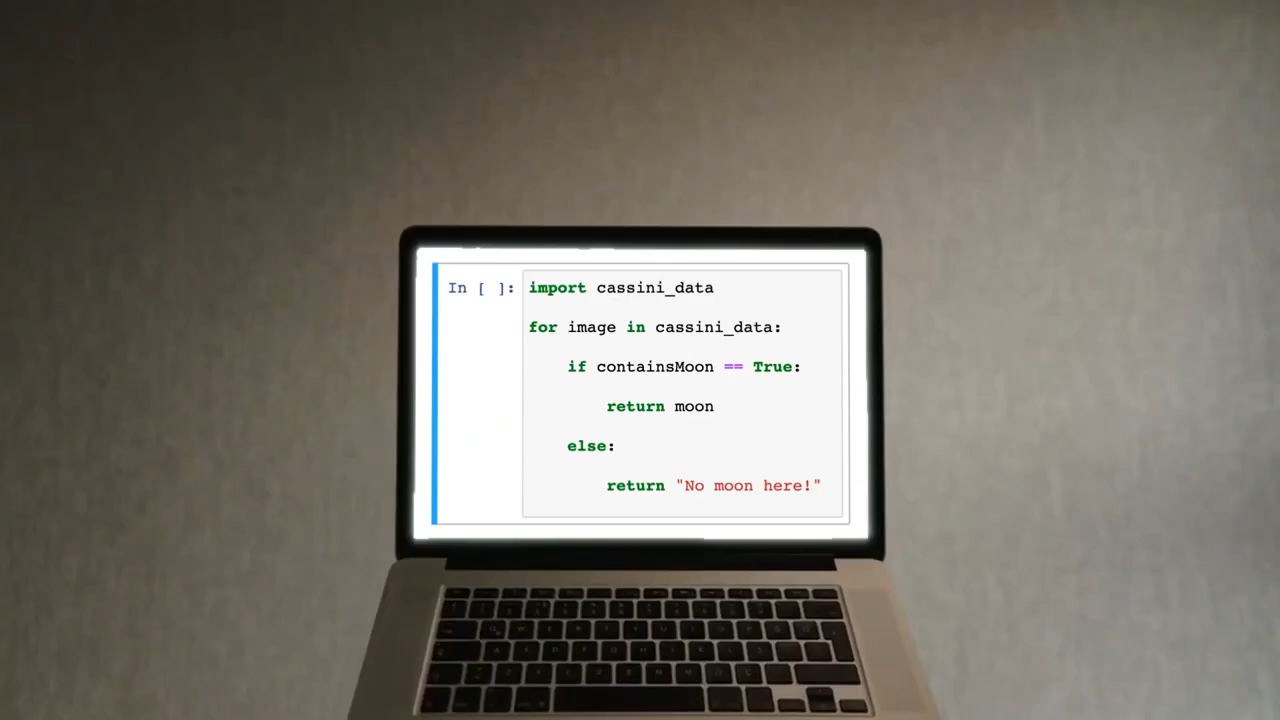 In [ ]: import cassini_data
for image in cassini_data:
if containsMoon == True:
return moon
else:
return "No moon here!"